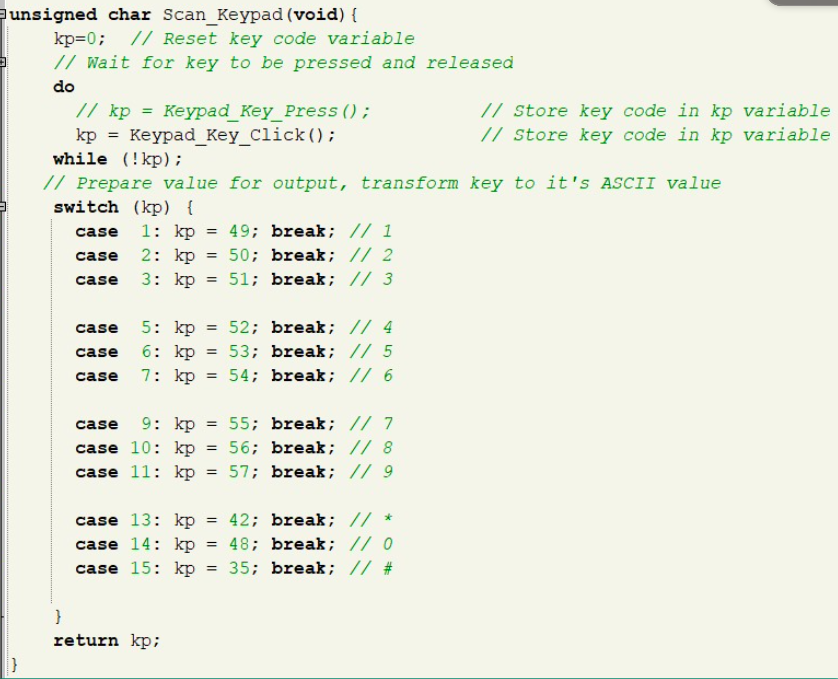 unsigned char Scan_Keypad(void){
kp=0;  // Reset key code variable
// Wait for key to be pressed and released
do
// kp = Keypad_Key_Press();          // Store key code in kp variable
kp = Keypad_Key_Click();             // Store key code in kp variable
while (!kp);
// Prepare value for output, transform key to it's ASCII value
switch (kp) {
case  1: kp = 49; break; // 1
case  2: kp = 50; break; // 2
case  3: kp = 51; break; // 3
case  5: kp = 52; break; // 4
case  6: kp = 53; break; // 5
case  7: kp = 54; break; // 6
case  9: kp = 55; break; // 7
case 10: kp = 56; break; // 8
case 11: kp = 57; break; // 9
case 13: kp = 42; break; // *
case 14: kp = 48; break; // 0
case 15: kp = 35; break; // #
}
return kp;
}